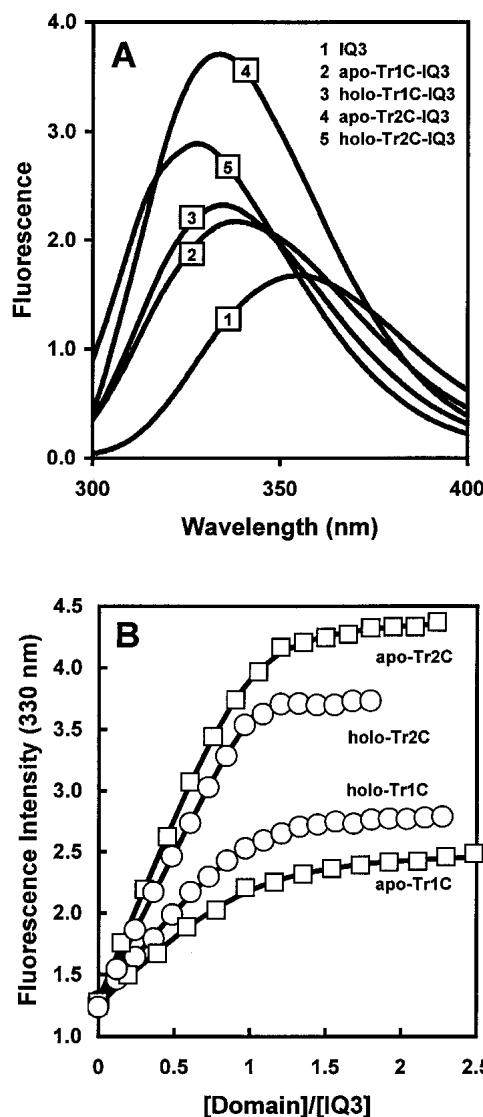 4.0
3.0
2.0
1.0
0.0
A
1 IQ3
2 apo-Tr1C-IQ3
3 holo-Tr1C-IQ3
4 apo-Tr2C-IQ3
5 holo-Tr2C-IQ3
4
5
3
2
1
Fluorescence
300
350
400
Wavelength (nm)
B
4.5
4.0
3.5
3.0
2.5
2.0
1.5
1.0
apo-Tr2C
holo-Tr2C
holo-Tr1C
apo-Tr1C
Fluorescence Intensity (330 nm)
0
0.5
1
1.5
2
2.5
[Domain]/[IQ3]